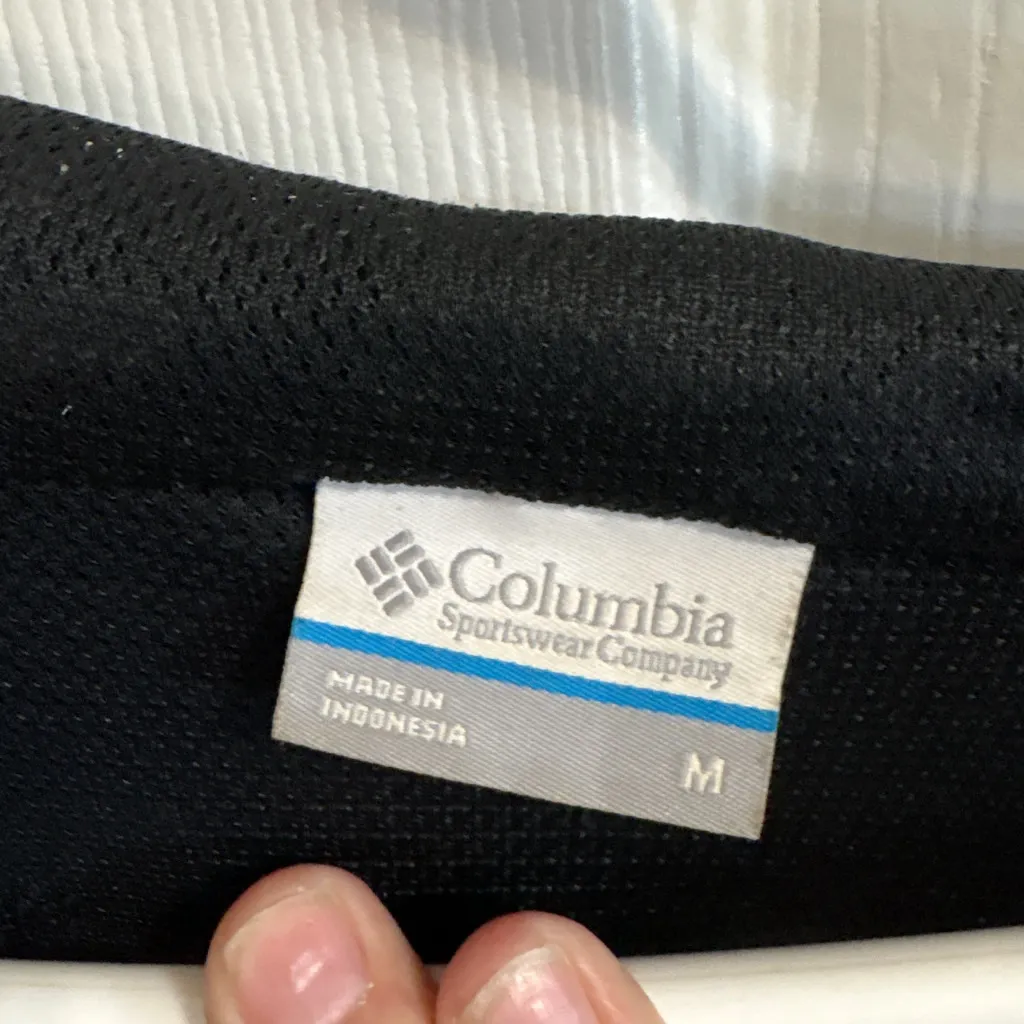 Columbia
Sportswear Company
MADE IN
INDONESIA
M